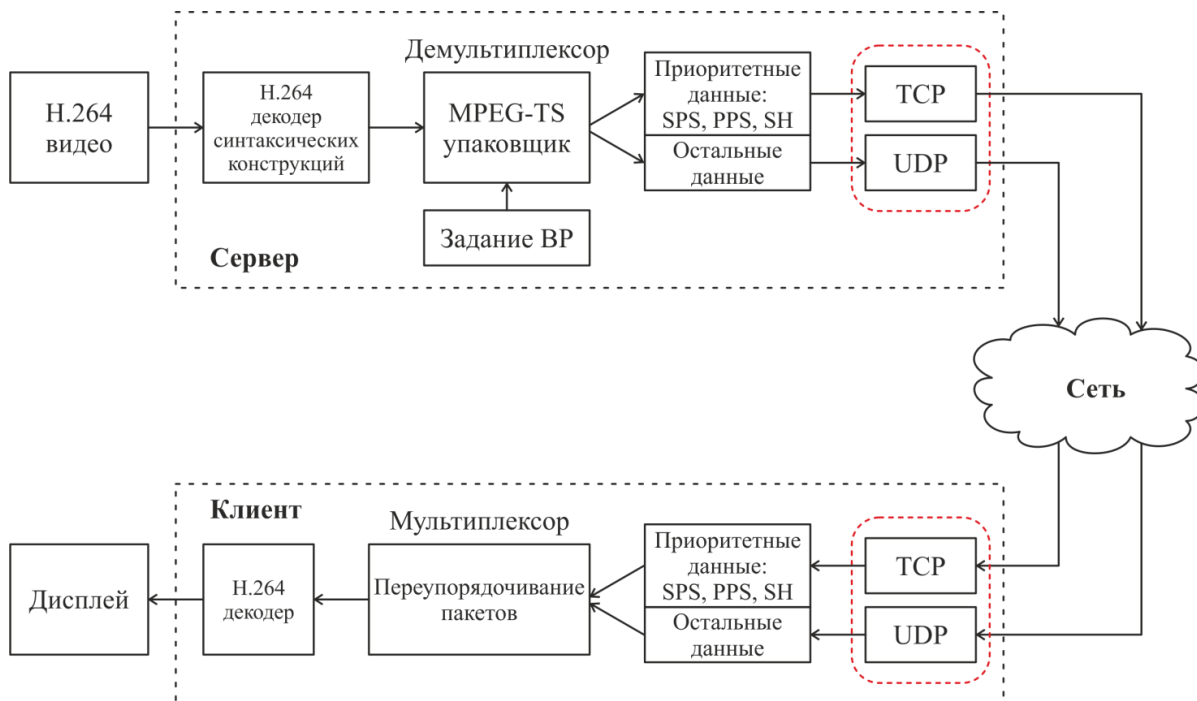 Демультиплексор
H.264
видео
H.264
декодер
синтаксических
конструкций
MPEG-TS
упаковщик
Приоритетные
данные:
SPS, PPS, SH
Остальные
данные
TCP
UDP
Задание ВР
Сервер
Сеть
Клиент
Мультиплексор
Дисплей
H.264
декодер
Переупорядочивание
пакетов
Приоритетные
данные:
SPS, PPS, SH
Остальные
данные
TCP
UDP